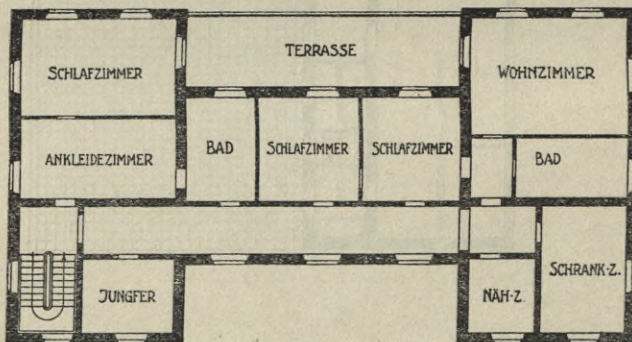 TERRASSE
SCHLAFZIMMER
WOHNZIMMER
ANKLEIDEZIMMER
BAD
SCHLAFZIMMER
SCHLAFZIMMER
BAD
JUNGFER
NÄH-Z.
SCHRANK-Z.